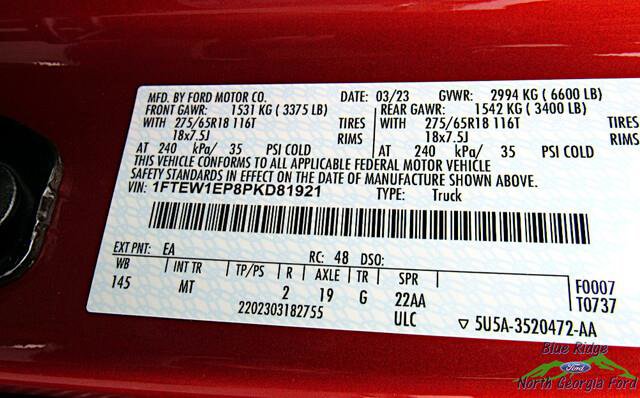 MFD. BY FORD MOTOR CO. DATE: 03/23 GVWR: 2994 KG ( 6600 LB)
FRONT GAWR: 1531 KG ( 3375 LB) REAR GAWR: 1542 KG ( 3400 LB)
WITH 275/65R18 116T TIRES WITH 275/65R18 116T TIRES
18x7.5J RIMS 18x7.5J RIMS
AT 240 kPa/ 35 PSI COLD AT 240 kPa/ 35 PSI COLD
THIS VEHICLE CONFORMS TO ALL APPLICABLE FEDERAL MOTOR VEHICLE
SAFETY STANDARDS IN EFFECT ON THE DATE OF MANUFACTURE SHOWN ABOVE.
VIN: 1FTEW1EP8PKD81921 TYPE: Truck
EXT PNT: EA RC: 48 DSO:
WB INT TR TP/PS R AXLE TR SPR F0007
145 MT 2 19 G 22AA T0737
2202303182755 ULC ▽ 5U5A-3520472-AA
Blue Ridge
Ford
North Georgia Ford